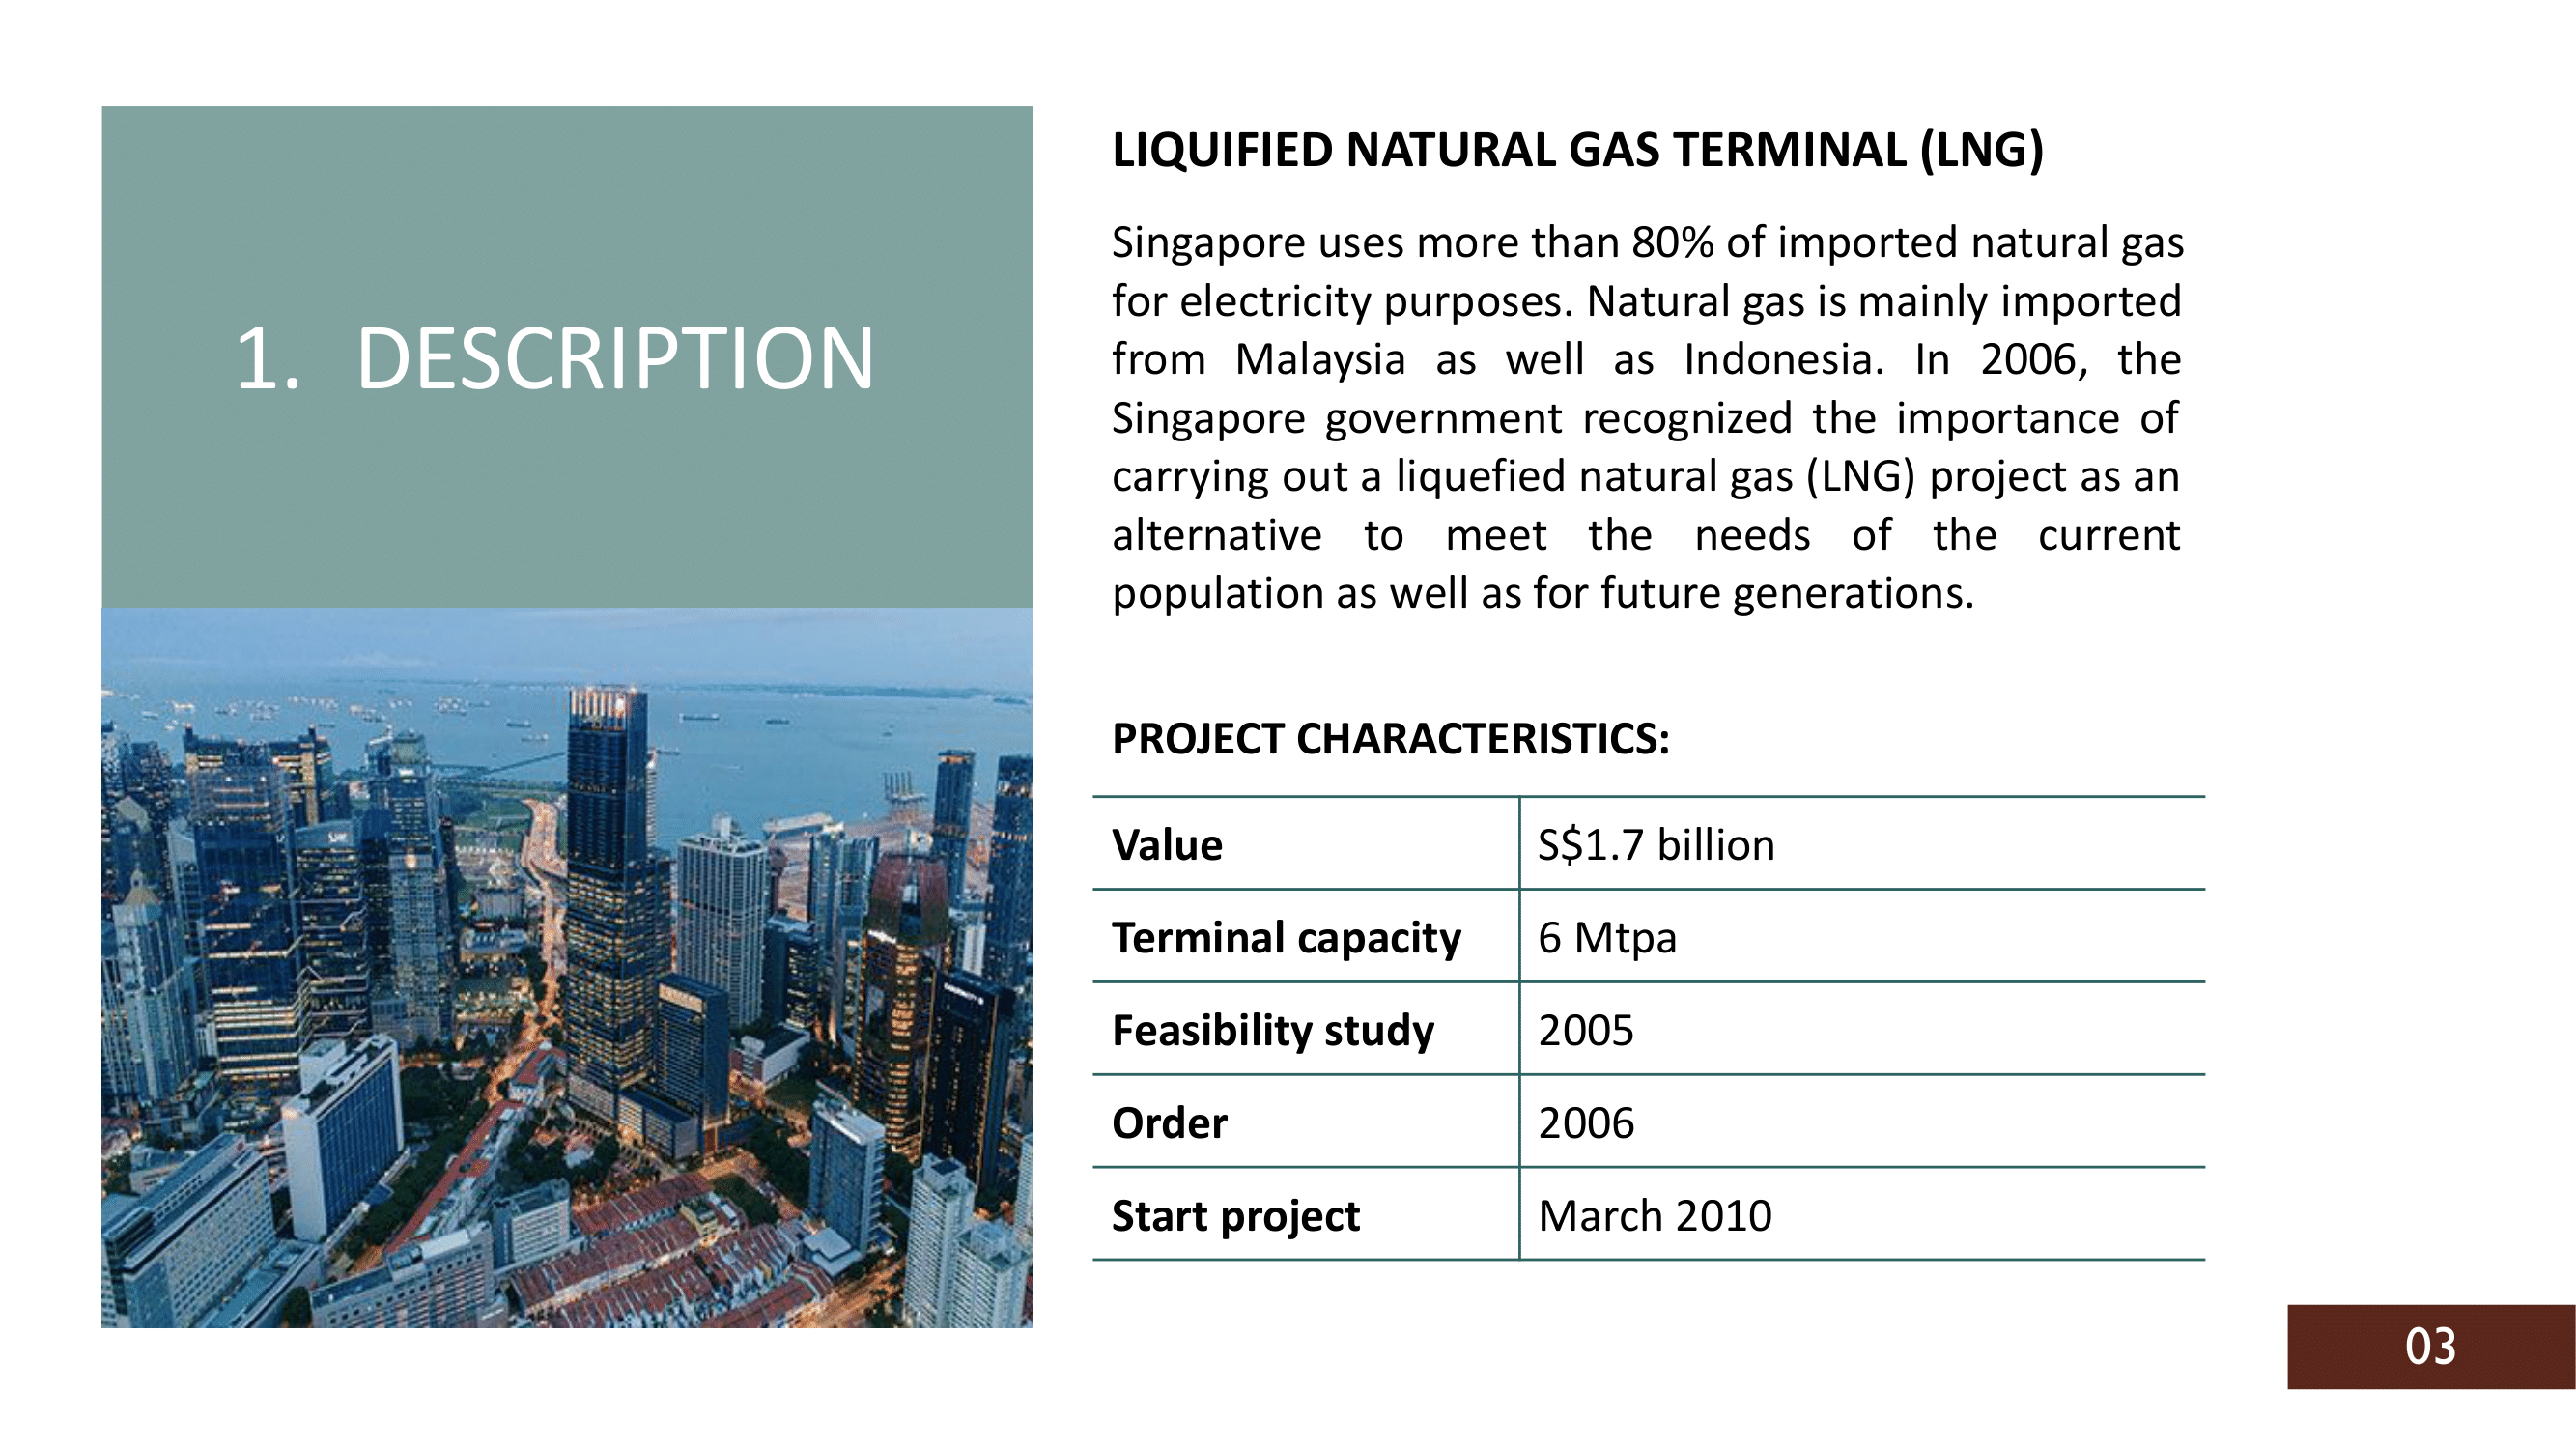 1. DESCRIPTION
LIQUIFIED NATURAL GAS TERMINAL (LNG)
Singapore uses more than 80% of imported natural gas
for electricity purposes. Natural gas is mainly imported
from Malaysia as well as Indonesia. In 2006, the
Singapore government recognized the importance of
carrying out a liquefied natural gas (LNG) project as an
alternative to meet the needs of the current
population as well as for future generations.
PROJECT CHARACTERISTICS:
Value S$1.7 billion
Terminal capacity 6 Mtpa
Feasibility study 2005
Order 2006
Start project March 2010
03